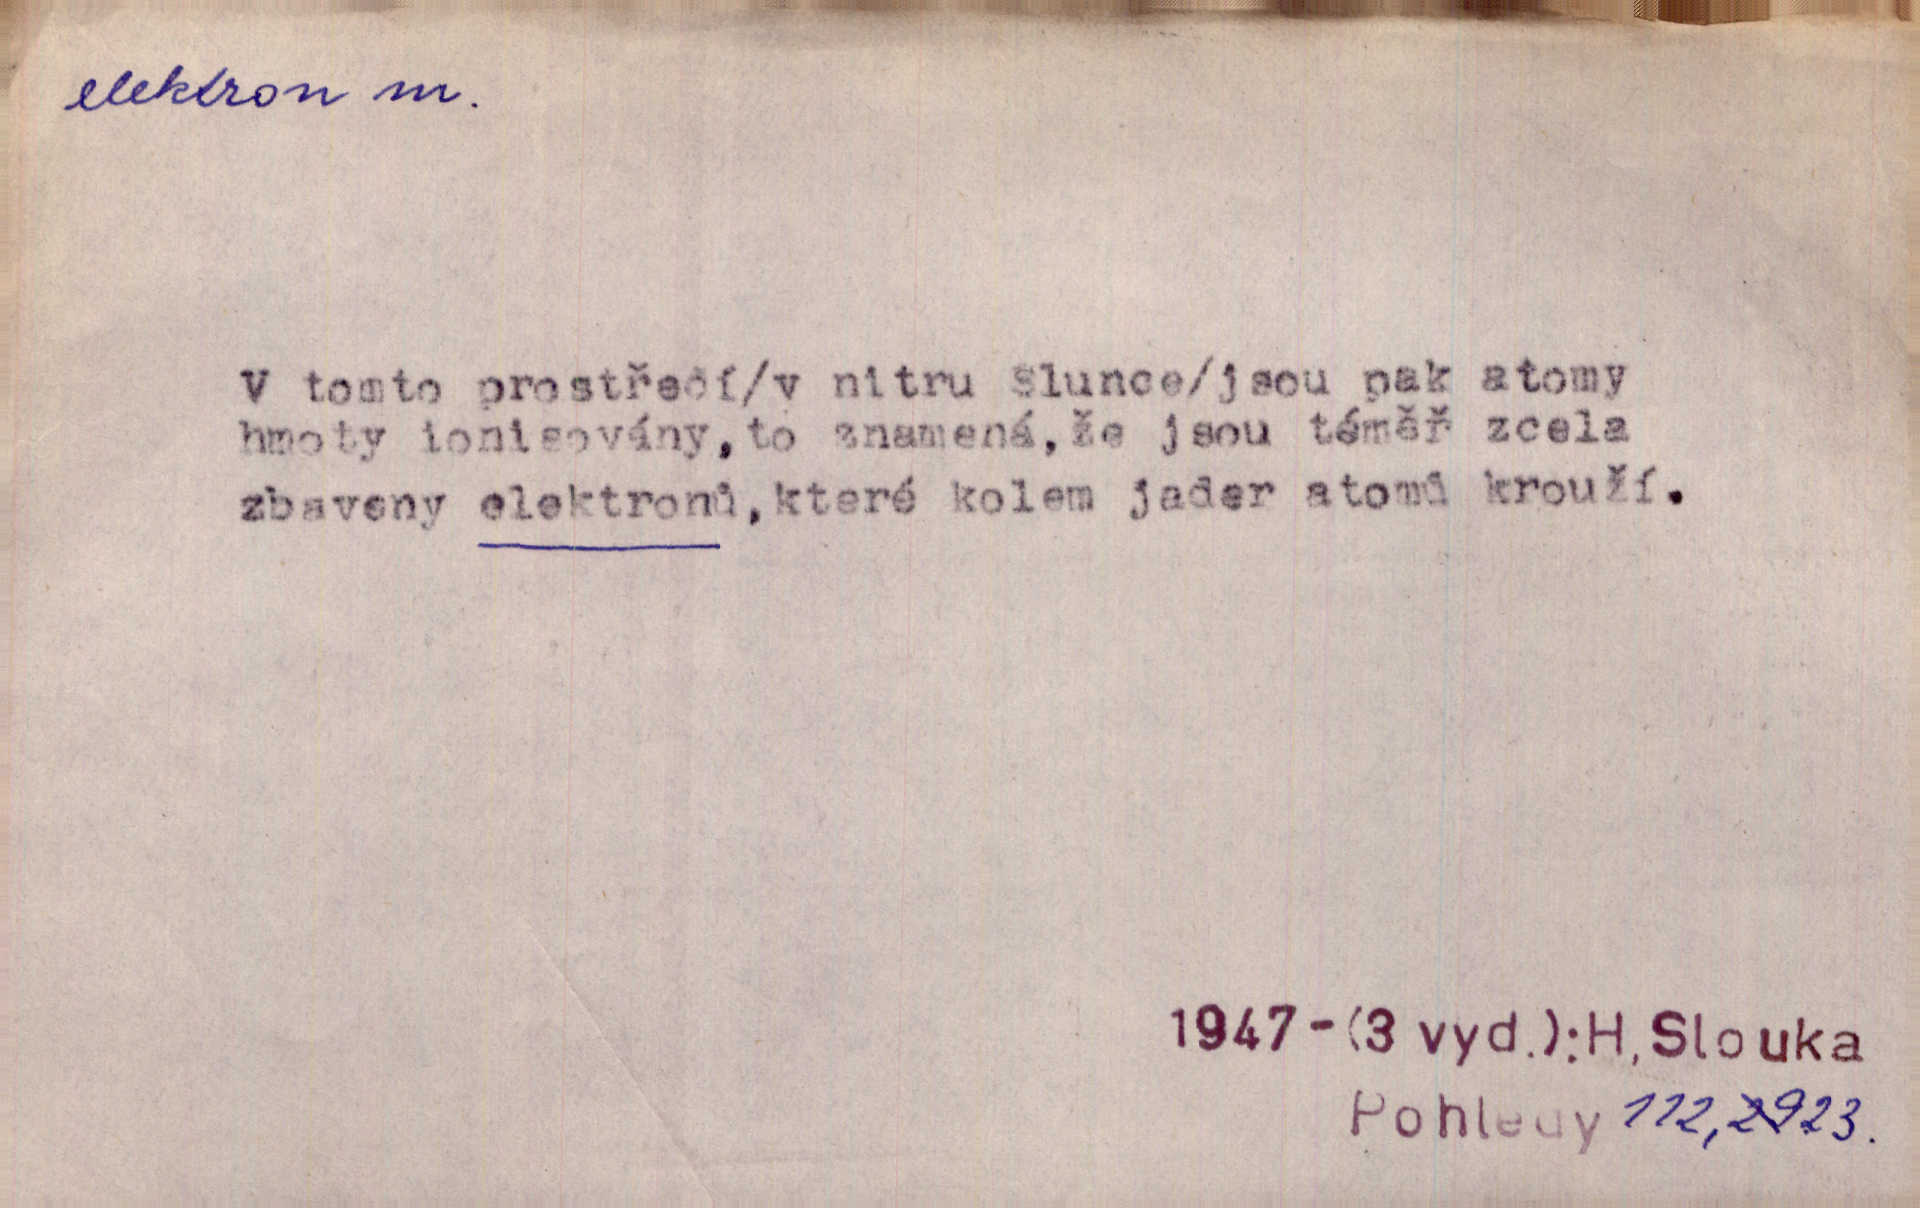 elektron m.
V tomto prostředí/v nitru Slunce/jsou pak atomy
hmoty ionisovány,to znamená,že jsou téměř zcela
zbaveny elektronů,které kolem jader atomů krouží.
1947-(3 vyd.):H,Slouka
Pohledy 112,